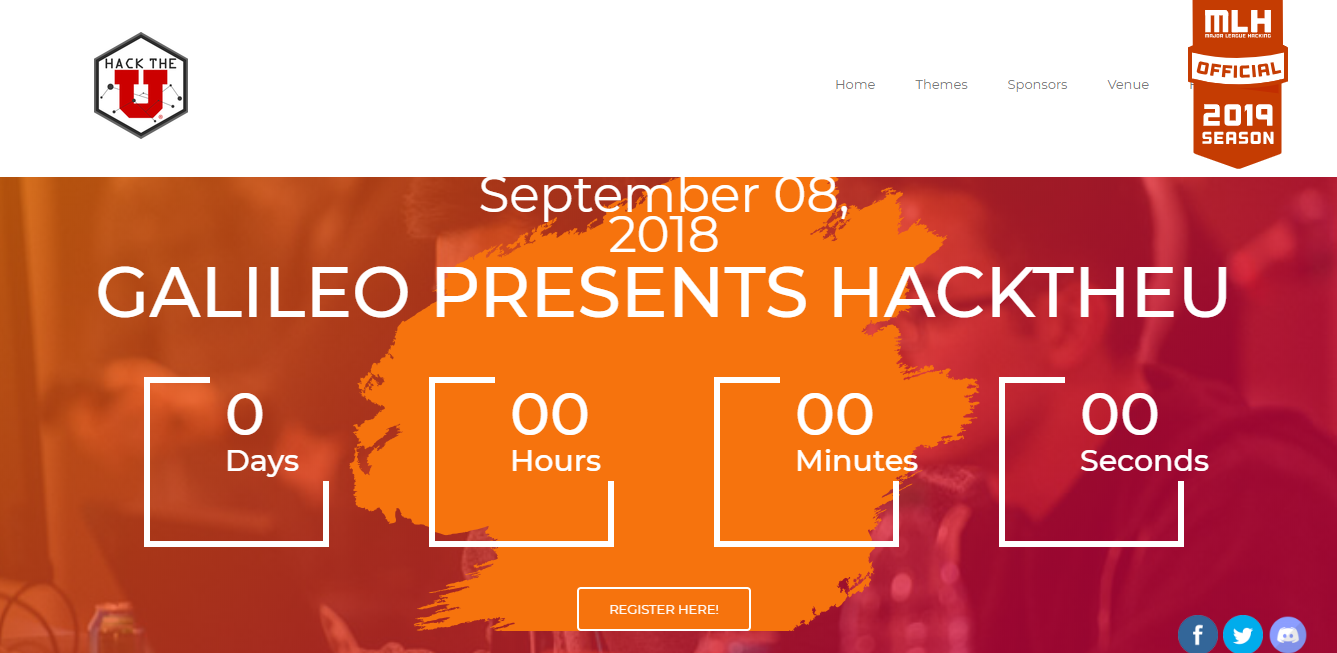 HACK THE
U
Home Themes Sponsors Venue
MLH
MAJOR LEAGUE HACKING
OFFICIAL
2019
SEASON
September 08,
2018
GALILEO PRESENTS HACKTHEU
0 00 00 00
Days Hours Minutes Seconds
REGISTER HERE!